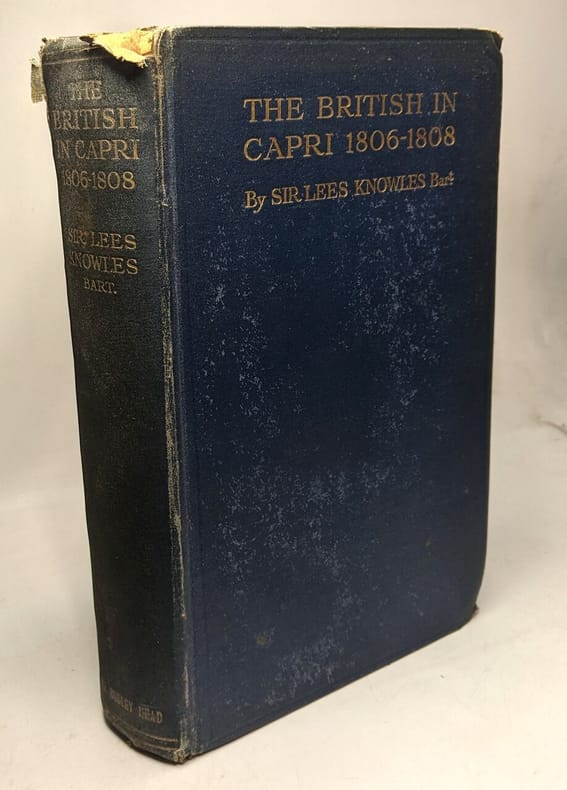 THE
BRITISH
IN CAPRI
1806-1808
SIR LEES
KNOWLES
BART.
BODLEY HEAD
THE BRITISH IN
CAPRI 1806-1808
By SIR LEES KNOWLES Bart.